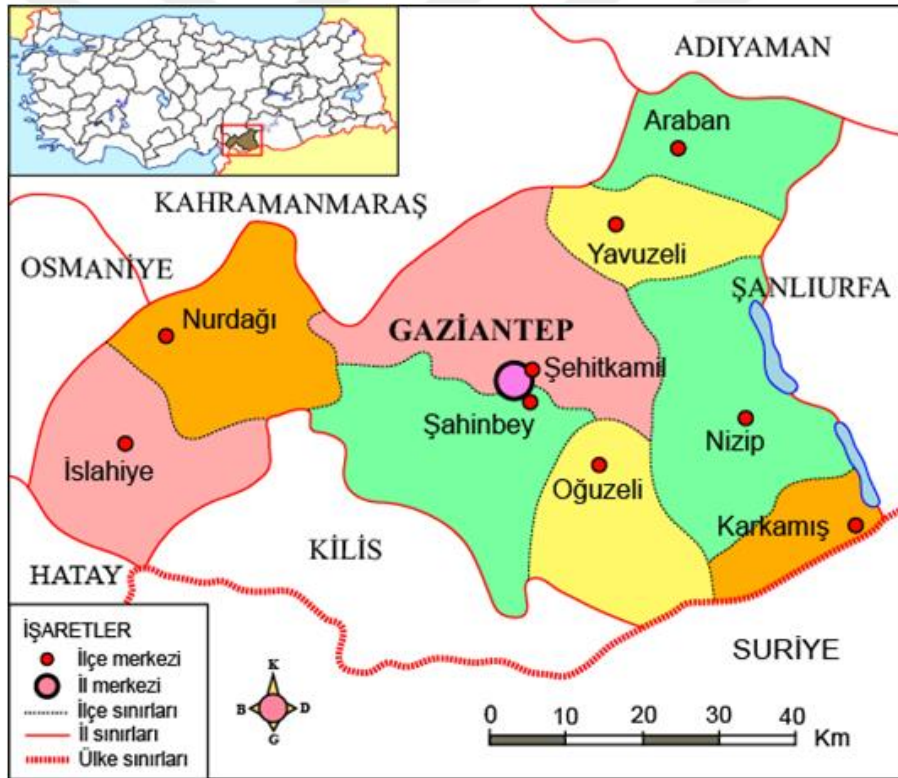 ADIYAMAN
Araban
KAHRAMANMARAŞ
Yavuzeli
OSMANİYE
ŞANLIURFA
Nurdağı
GAZİANTEP
Şehitkamil
Şahinbey
Nizip
İslahiye
Oğuzeli
Karkamış
KİLİS
HATAY
SURİYE
İŞARETLER
İlçe merkezi
İl merkezi
İlçe sınırları
İl sınırları
Ülke sınırları
K
B D
G
0 10 20 30 40
Km